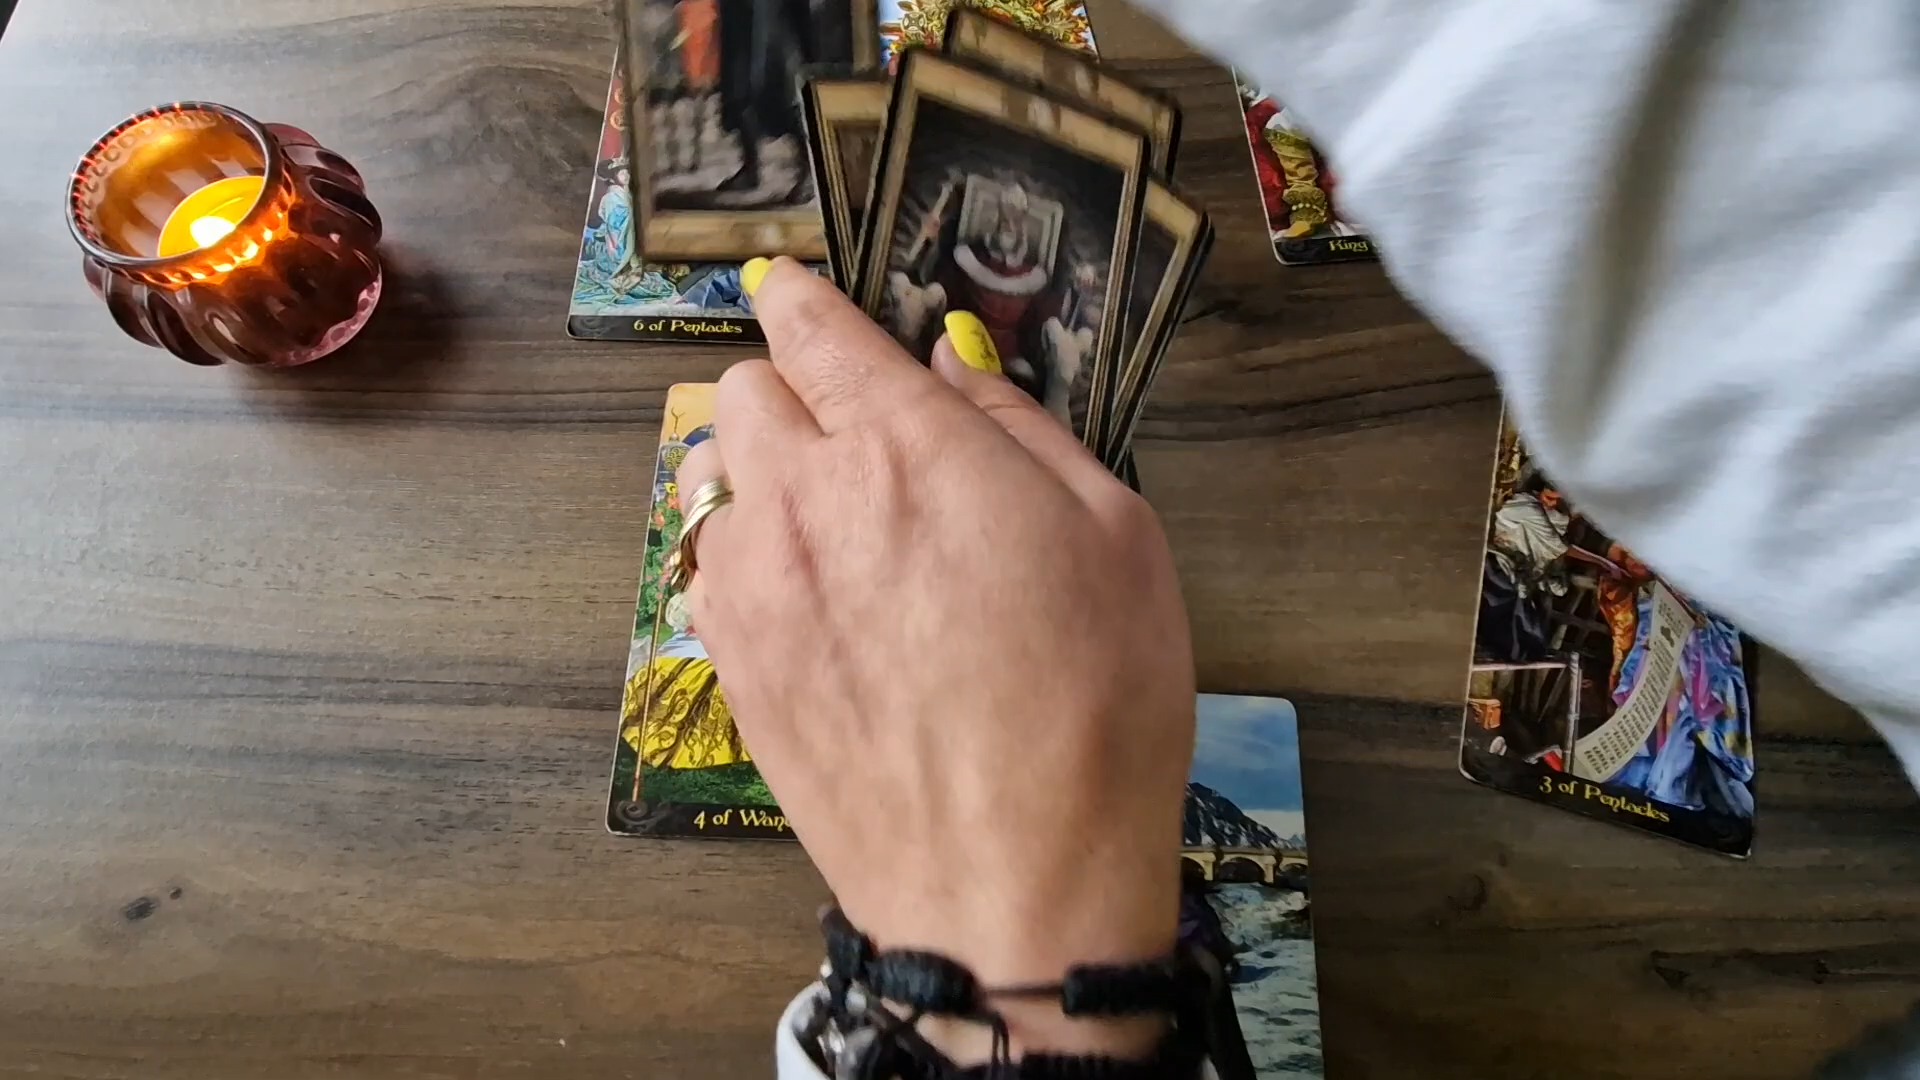 King
6 of Pentacles
4 of Wan
3 of Pentacles